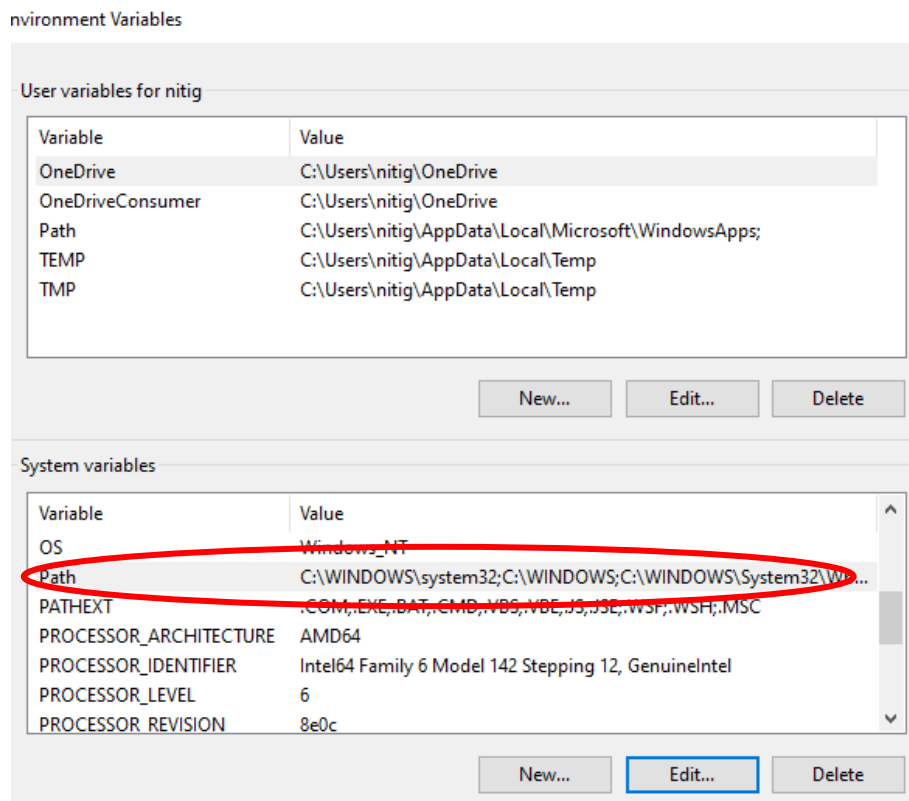 nvironment Variables
User variables for nitig
Variable Value
OneDrive C:\Users\nitig\OneDrive
OneDriveConsumer C:\Users\nitig\OneDrive
Path C:\Users\nitig\AppData\Local\Microsoft\WindowsApps;
TEMP C:\Users\nitig\AppData\Local\Temp
TMP C:\Users\nitig\AppData\Local\Temp
New... Edit... Delete
System variables
Variable Value
OS Windows_NT
Path C:\WINDOWS\system32;C:\WINDOWS;C:\WINDOWS\System32\W...
PATHEXT .COM;.EXE;.BAT;.CMD;.VBS;.VBE;.JS;.JSE;.WSF;.WSH;.MSC
PROCESSOR_ARCHITECTURE AMD64
PROCESSOR_IDENTIFIER Intel64 Family 6 Model 142 Stepping 12, GenuineIntel
PROCESSOR_LEVEL 6
PROCESSOR_REVISION 8e0c
New... Edit... Delete